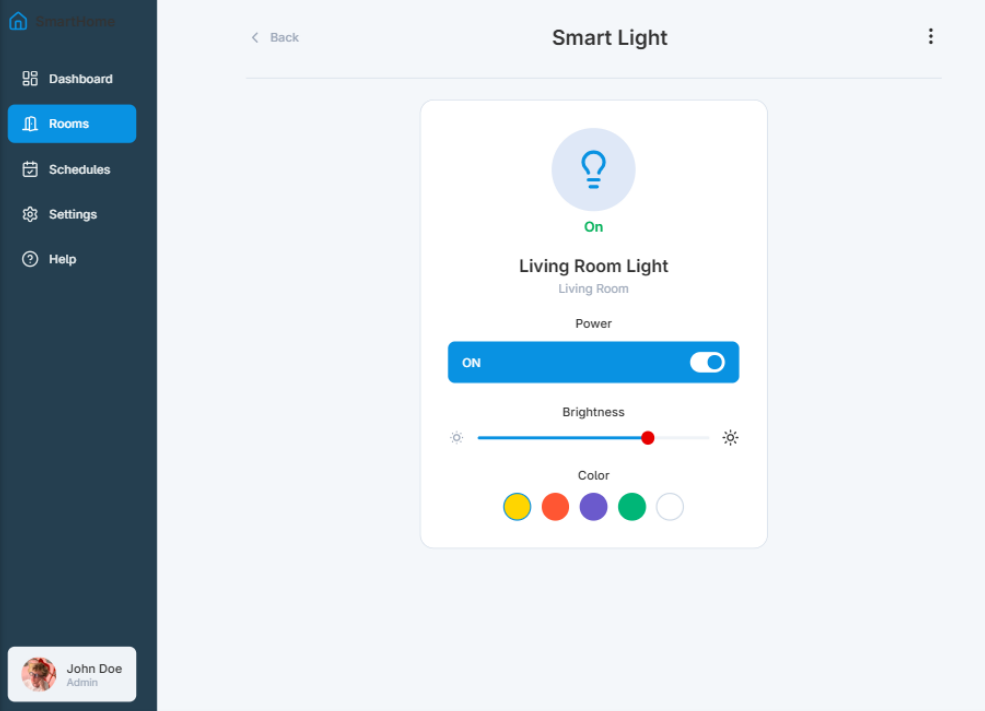 SmartHome
Dashboard
Rooms
Schedules
Settings
Help
John Doe
Admin
Back
Smart Light
On
Living Room Light
Living Room
Power
ON
Brightness
Color